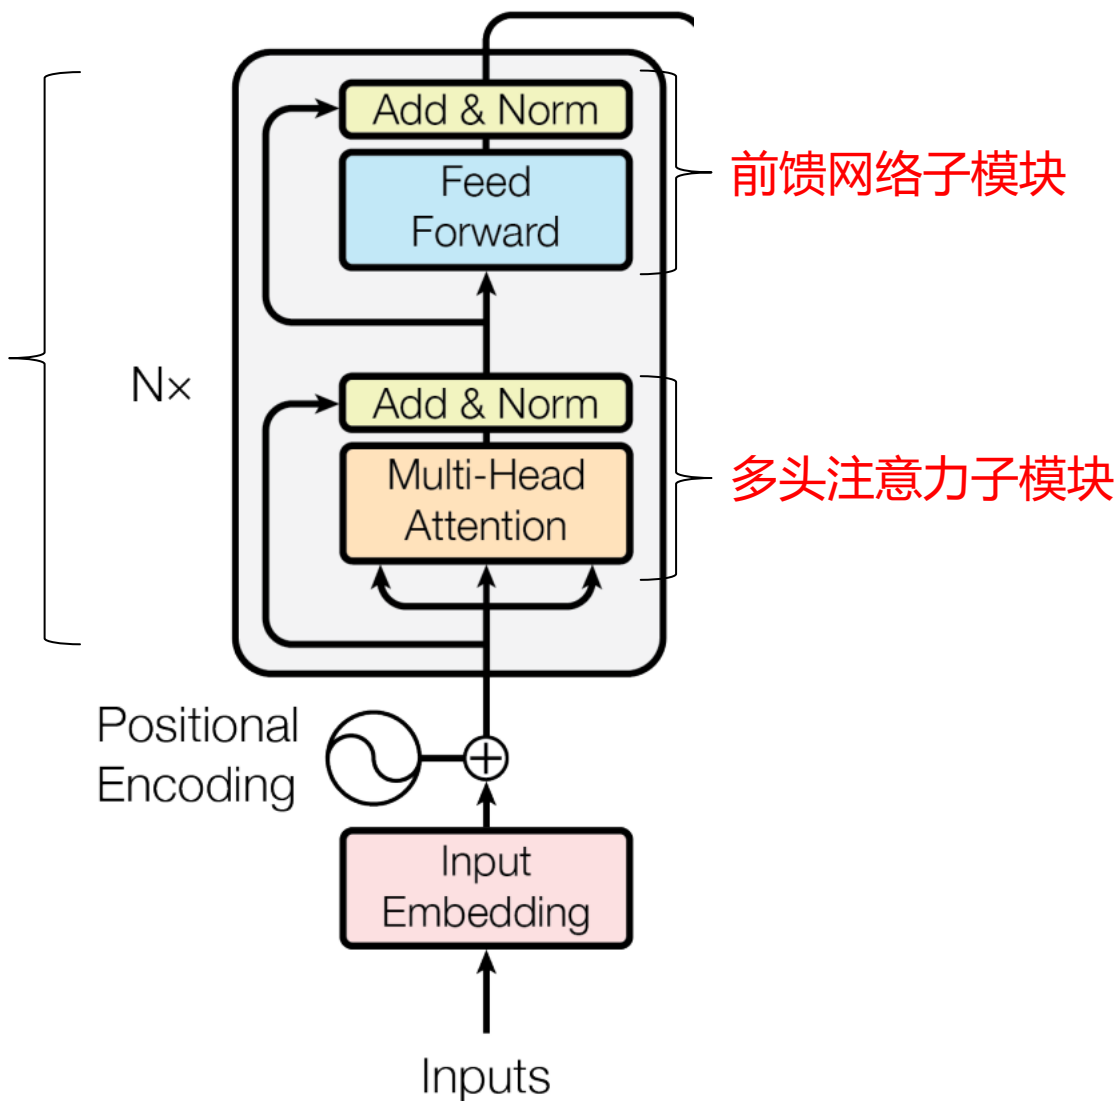 Add & Norm
Feed
Forward
前馈网络子模块
N×
Add & Norm
Multi-Head
Attention
多头注意力子模块
Positional
Encoding
Input
Embedding
Inputs